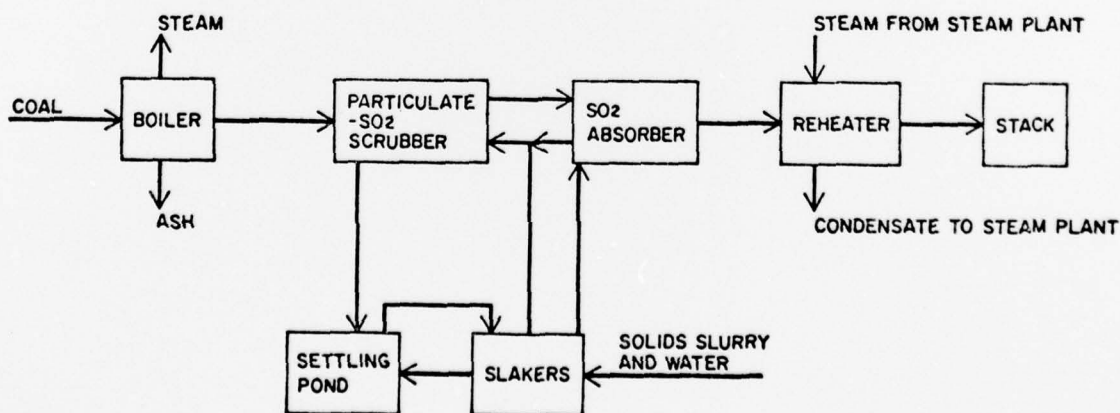 STEAM
STEAM FROM STEAM PLANT
COAL
BOILER
PARTICULATE
-SO2
SCRUBBER
SO2
ABSORBER
REHEATER
STACK
ASH
CONDENSATE TO STEAM PLANT
SETTLING
POND
SLAKERS
SOLIDS SLURRY
AND WATER